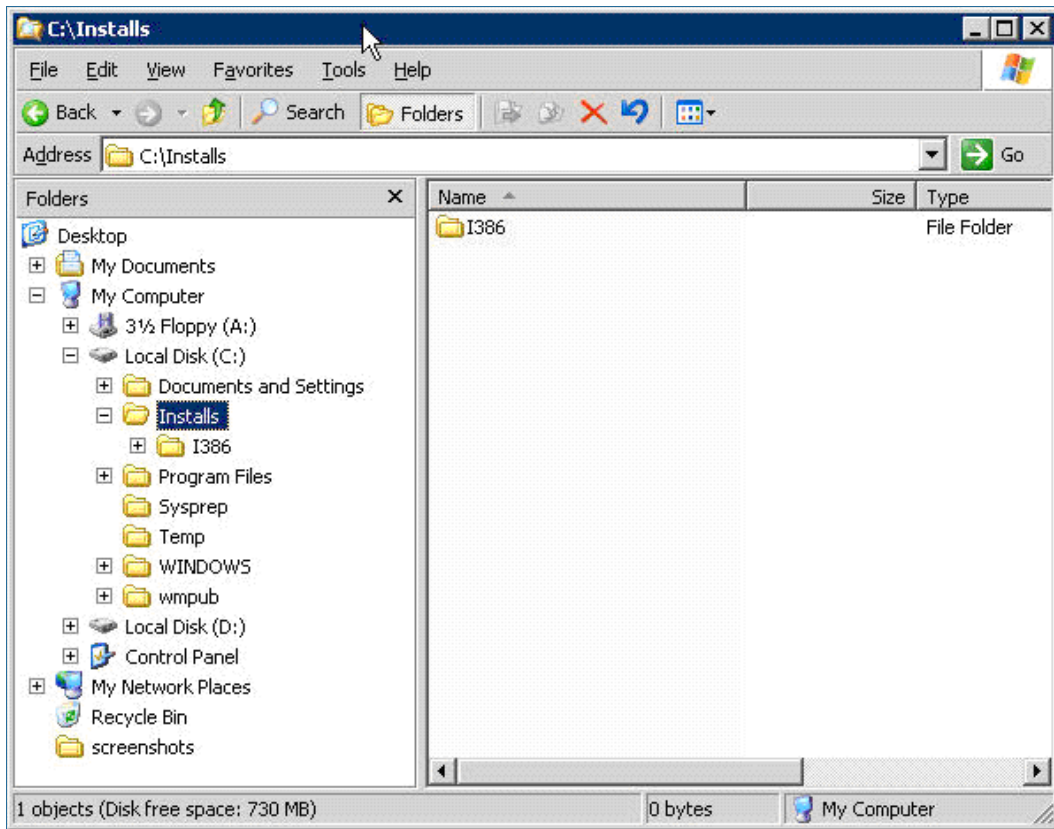 C:\Installs
File Edit View Favorites Tools Help
Back Search Folders
Address C:\Installs Go
Folders
Name Size Type
I386 File Folder
Desktop
My Documents
My Computer
3½ Floppy (A:)
Local Disk (C:)
Documents and Settings
Installs
I386
Program Files
Sysprep
Temp
WINDOWS
wmpub
Local Disk (D:)
Control Panel
My Network Places
Recycle Bin
screenshots
1 objects (Disk free space: 730 MB) 0 bytes My Computer